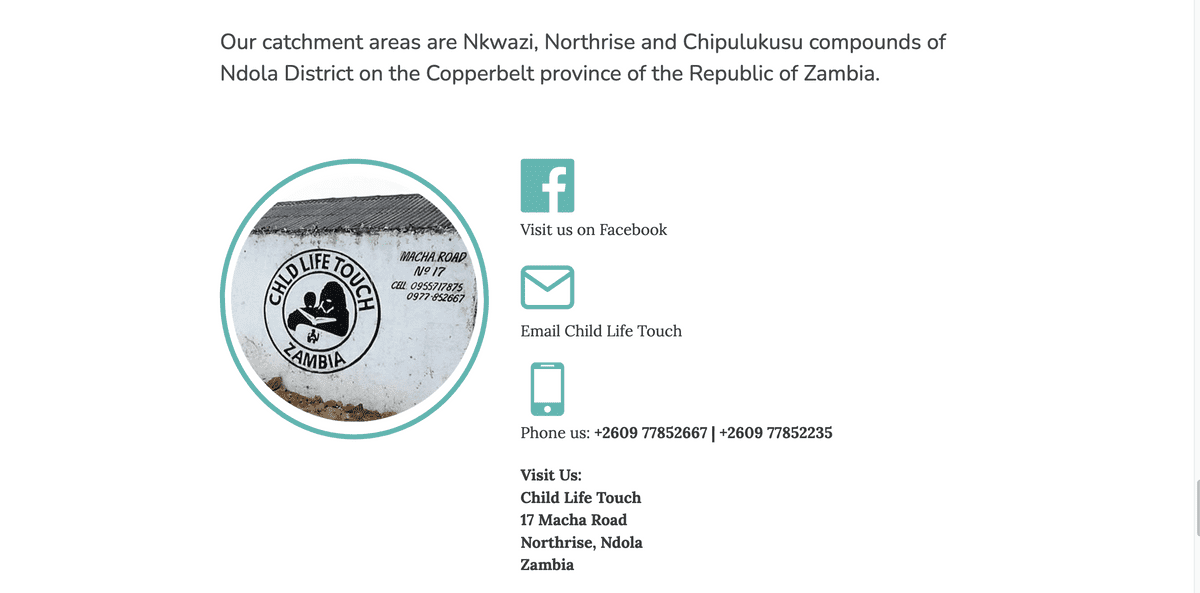 Our catchment areas are Nkwazi, Northrise and Chipulukusu compounds of
Ndola District on the Copperbelt province of the Republic of Zambia.
CHLD LIFE TOUCH
ZAMBIA
MACHA ROAD
Nº 17
CELL 0955717875
0977-852667
Visit us on Facebook
Email Child Life Touch
Phone us: +2609 77852667 | +2609 77852235
Visit Us:
Child Life Touch
17 Macha Road
Northrise, Ndola
Zambia